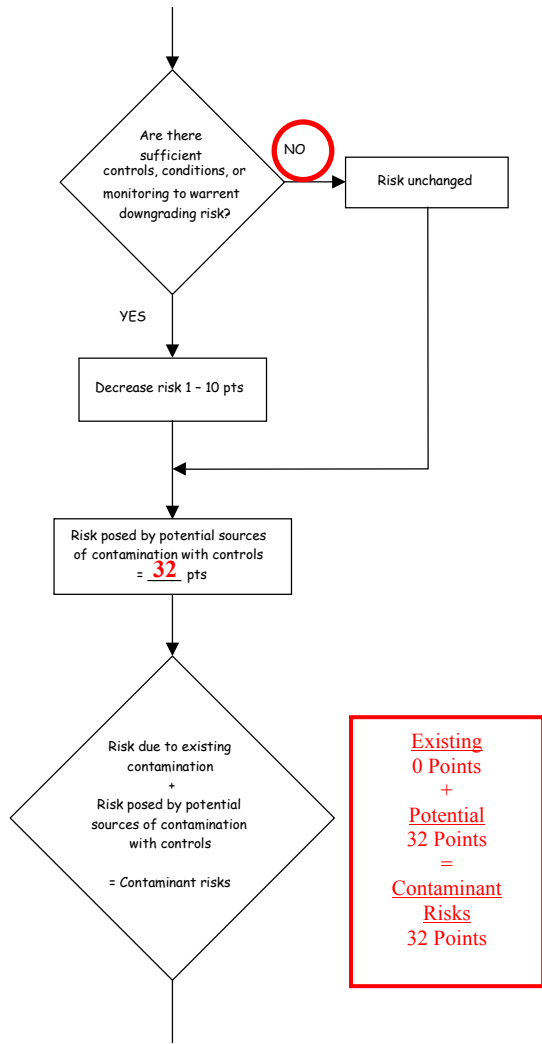 Are there
sufficient
controls, conditions, or
monitoring to warrent
downgrading risk?
NO
Risk unchanged
YES
Decrease risk 1 – 10 pts
Risk posed by potential sources
of contamination with controls
= 32 pts
Risk due to existing
contamination
+
Risk posed by potential
sources of contamination
with controls
= Contaminant risks
Existing
0 Points
+
Potential
32 Points
=
Contaminant
Risks
32 Points